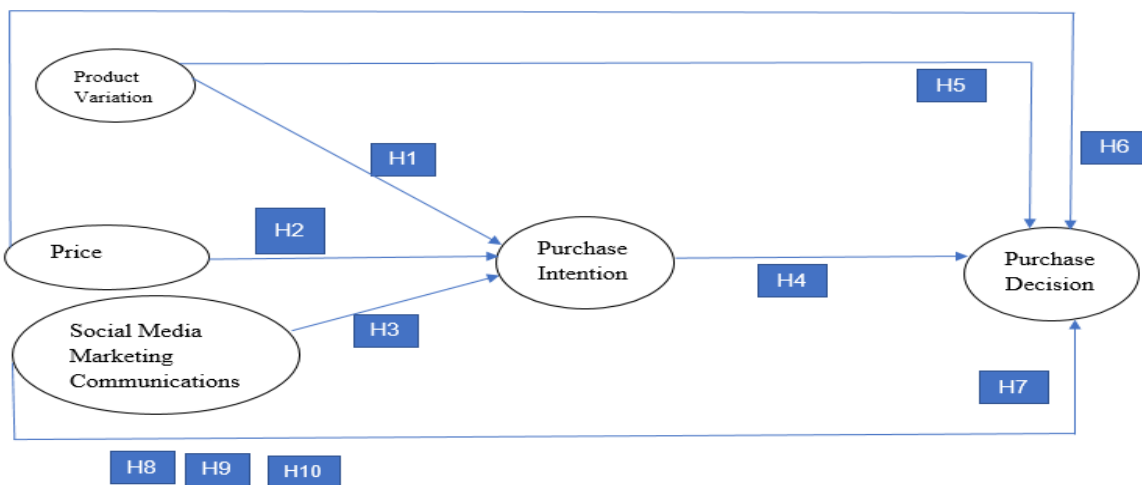 Product
Variation
H5
H1
H6
H2
Price
Purchase
Intention
H4
Purchase
Decision
H3
Social Media
Marketing
Communications
H7
H8 H9 H10